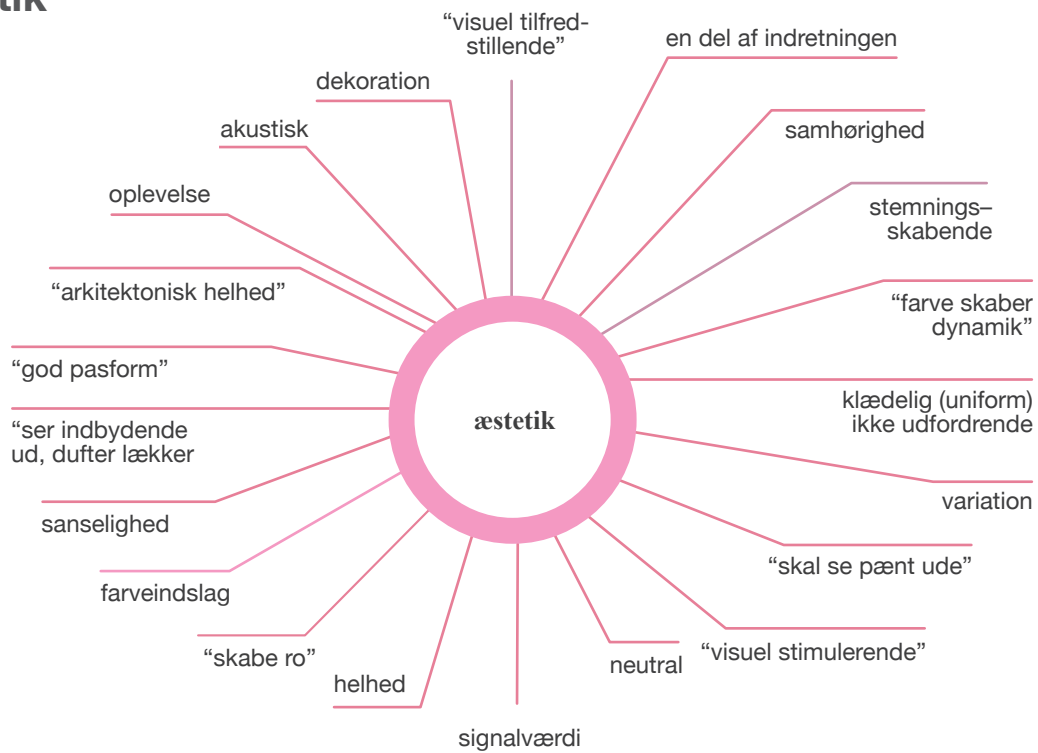 tik
“visuel tilfred-
stillende”
en del af indretningen
dekoration
samhørighed
akustisk
oplevelse
stemnings–
skabende
“arkitektonisk helhed”
“farve skaber
dynamik”
“god pasform”
klædelig (uniform)
ikke udfordrende
æstetik
“ser indbydende
ud, dufter lækker
variation
sanselighed
“skal se pænt ude”
farveindslag
“visuel stimulerende”
“skabe ro”
neutral
helhed
signalværdi